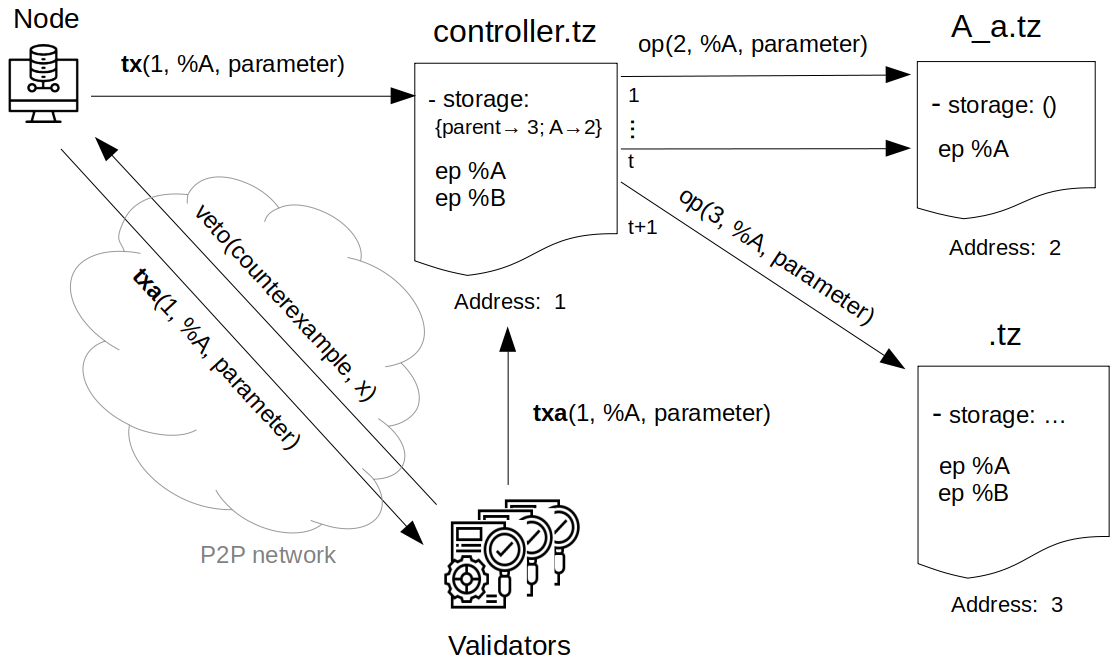 Node
tx(1, %A, parameter)
controller.tz
- storage:
{parent→ 3; A→2}
ep %A
ep %B
Address: 1
op(2, %A, parameter)
1
⋮
t
t+1
op(3, %A, parameter)
A_a.tz
- storage: ()
ep %A
Address: 2
.tz
- storage: …
ep %A
ep %B
Address: 3
veto(counterexample, x)
txa(1, %A, parameter)
P2P network
txa(1, %A, parameter)
Validators